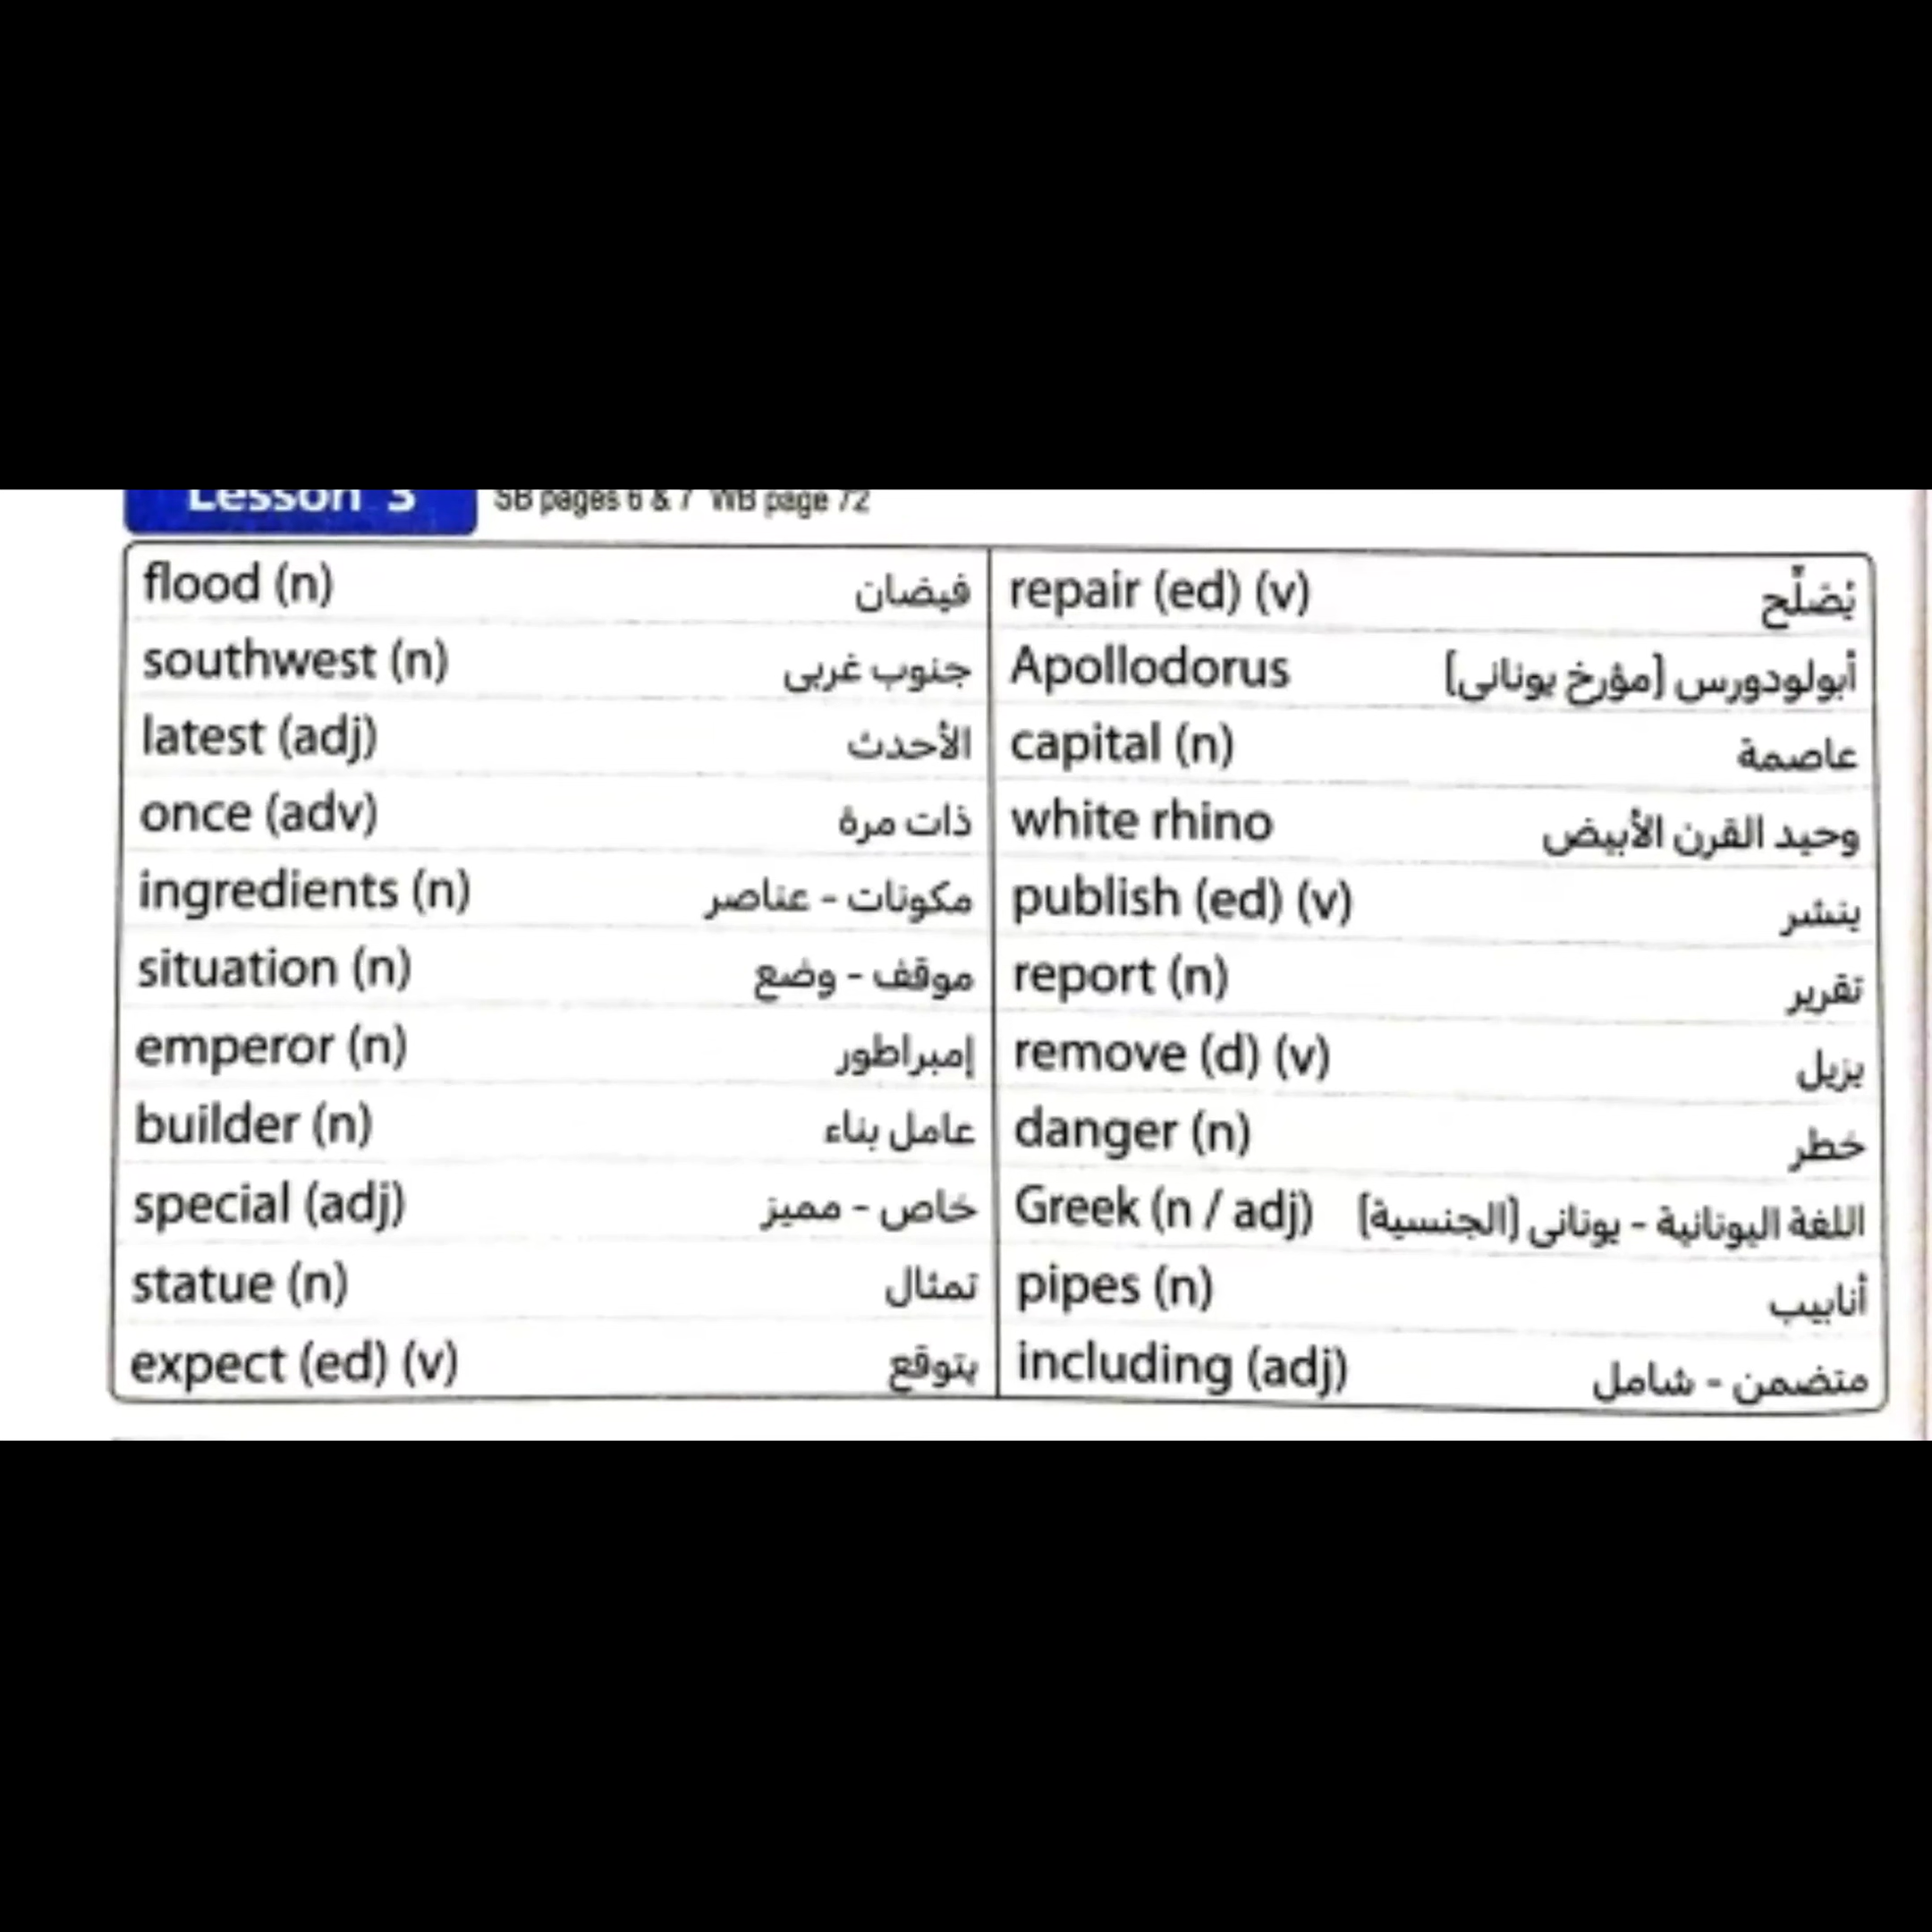 Lesson 3 SB pages 6 & 7 WB page 72
flood (n) فيضان
southwest (n) جنوب غربى
latest (adj) الأحدث
once (adv) ذات مرة
ingredients (n) مكونات - عناصر
situation (n) موقف - وضع
emperor (n) إمبراطور
builder (n) عامل بناء
special (adj) خاص - مميز
statue (n) تمثال
expect (ed) (v) يتوقع
repair (ed) (v) يُصَلِّح
Apollodorus أبولودورس [مؤرخ يونانى]
capital (n) عاصمة
white rhino وحيد القرن الأبيض
publish (ed) (v) ينشر
report (n) تقرير
remove (d) (v) يزيل
danger (n) خطر
Greek (n / adj) اللغة اليونانية - يونانى [الجنسية]
pipes (n) أنابيب
including (adj) متضمن - شامل